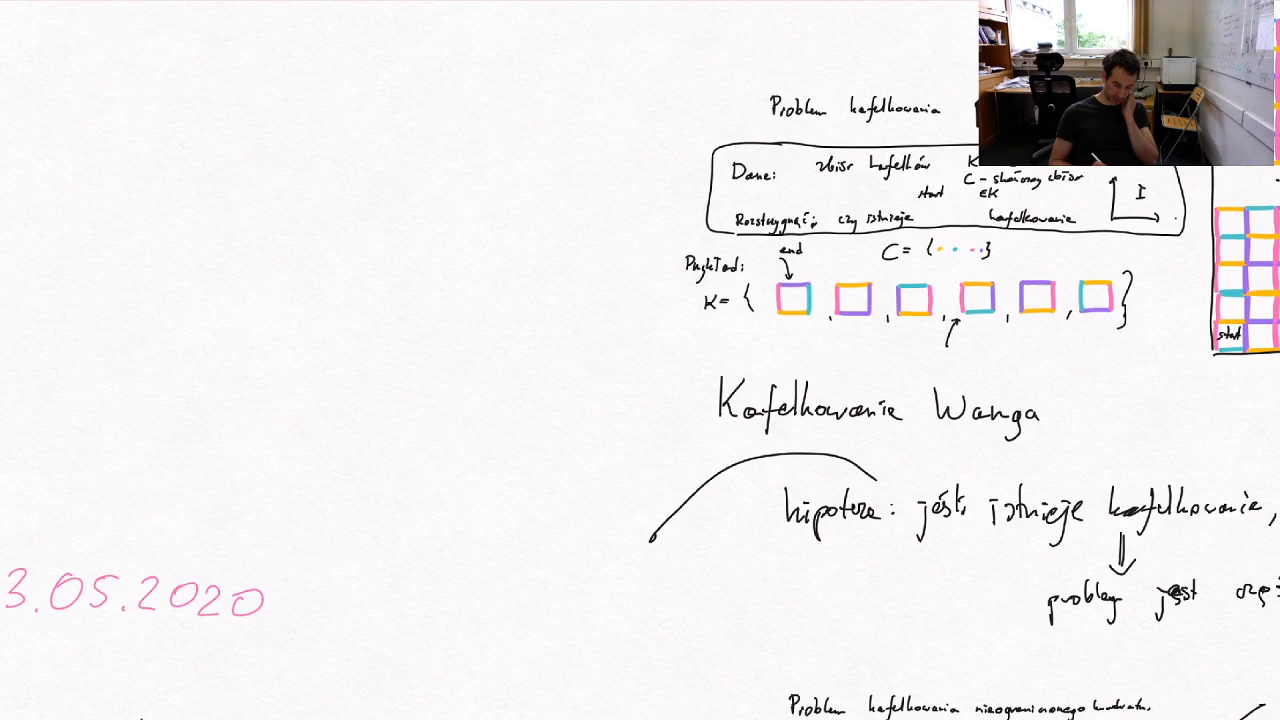 Problem kafelkowania
Dane: zbiór kafelków K
C - skończony zbiór
start ∈K
I
Rozstrzygnąć: czy istnieje kafelkowanie
end
C = {....}
Przykład:
K = { , , , , , }
start
Kafelkowanie Wanga
hipoteza: jeśli istnieje kafelkowanie,
⇓
problem jest
3.05.2020
Problem kafelkowania nieograniczonego kwadratu.